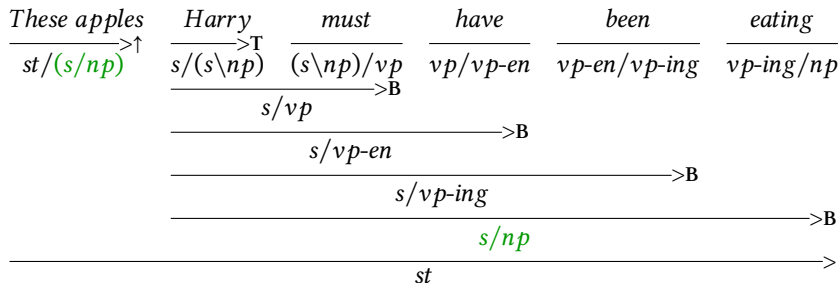 These apples Harry must have been eating
>↑ >T
st/(s/np) s/(s\np) (s\np)/vp vp/vp-en vp-en/vp-ing vp-ing/np
>B
s/vp
>B
s/vp-en
>B
s/vp-ing
>B
s/np
>
st